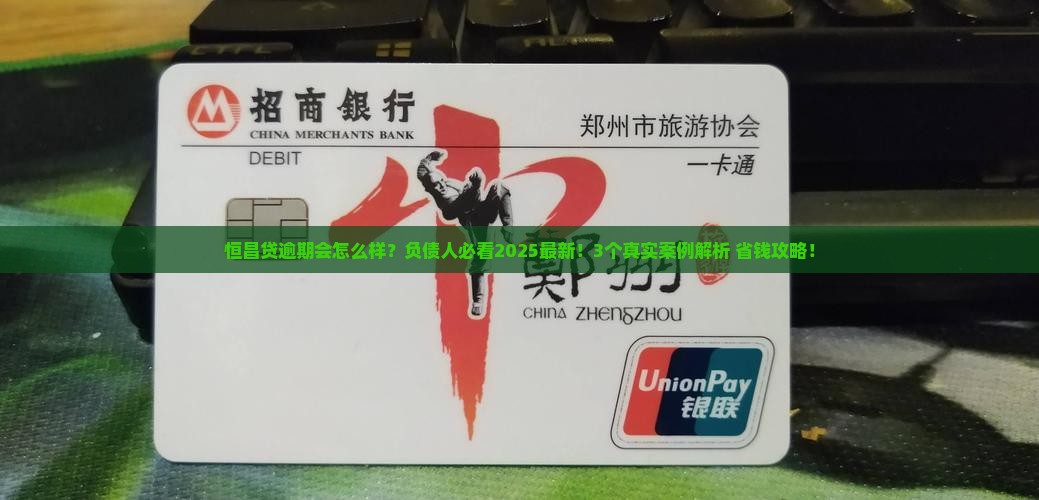 招商銀行
CHINA MERCHANTS BANK
DEBIT
郑州市旅游协会
一卡通
恒昌贷逾期会怎么样？负债人必看2025最新！3个真实案例解析 省钱攻略！
鄭州
CHINA ZHENGZHOU
UnionPay
银联